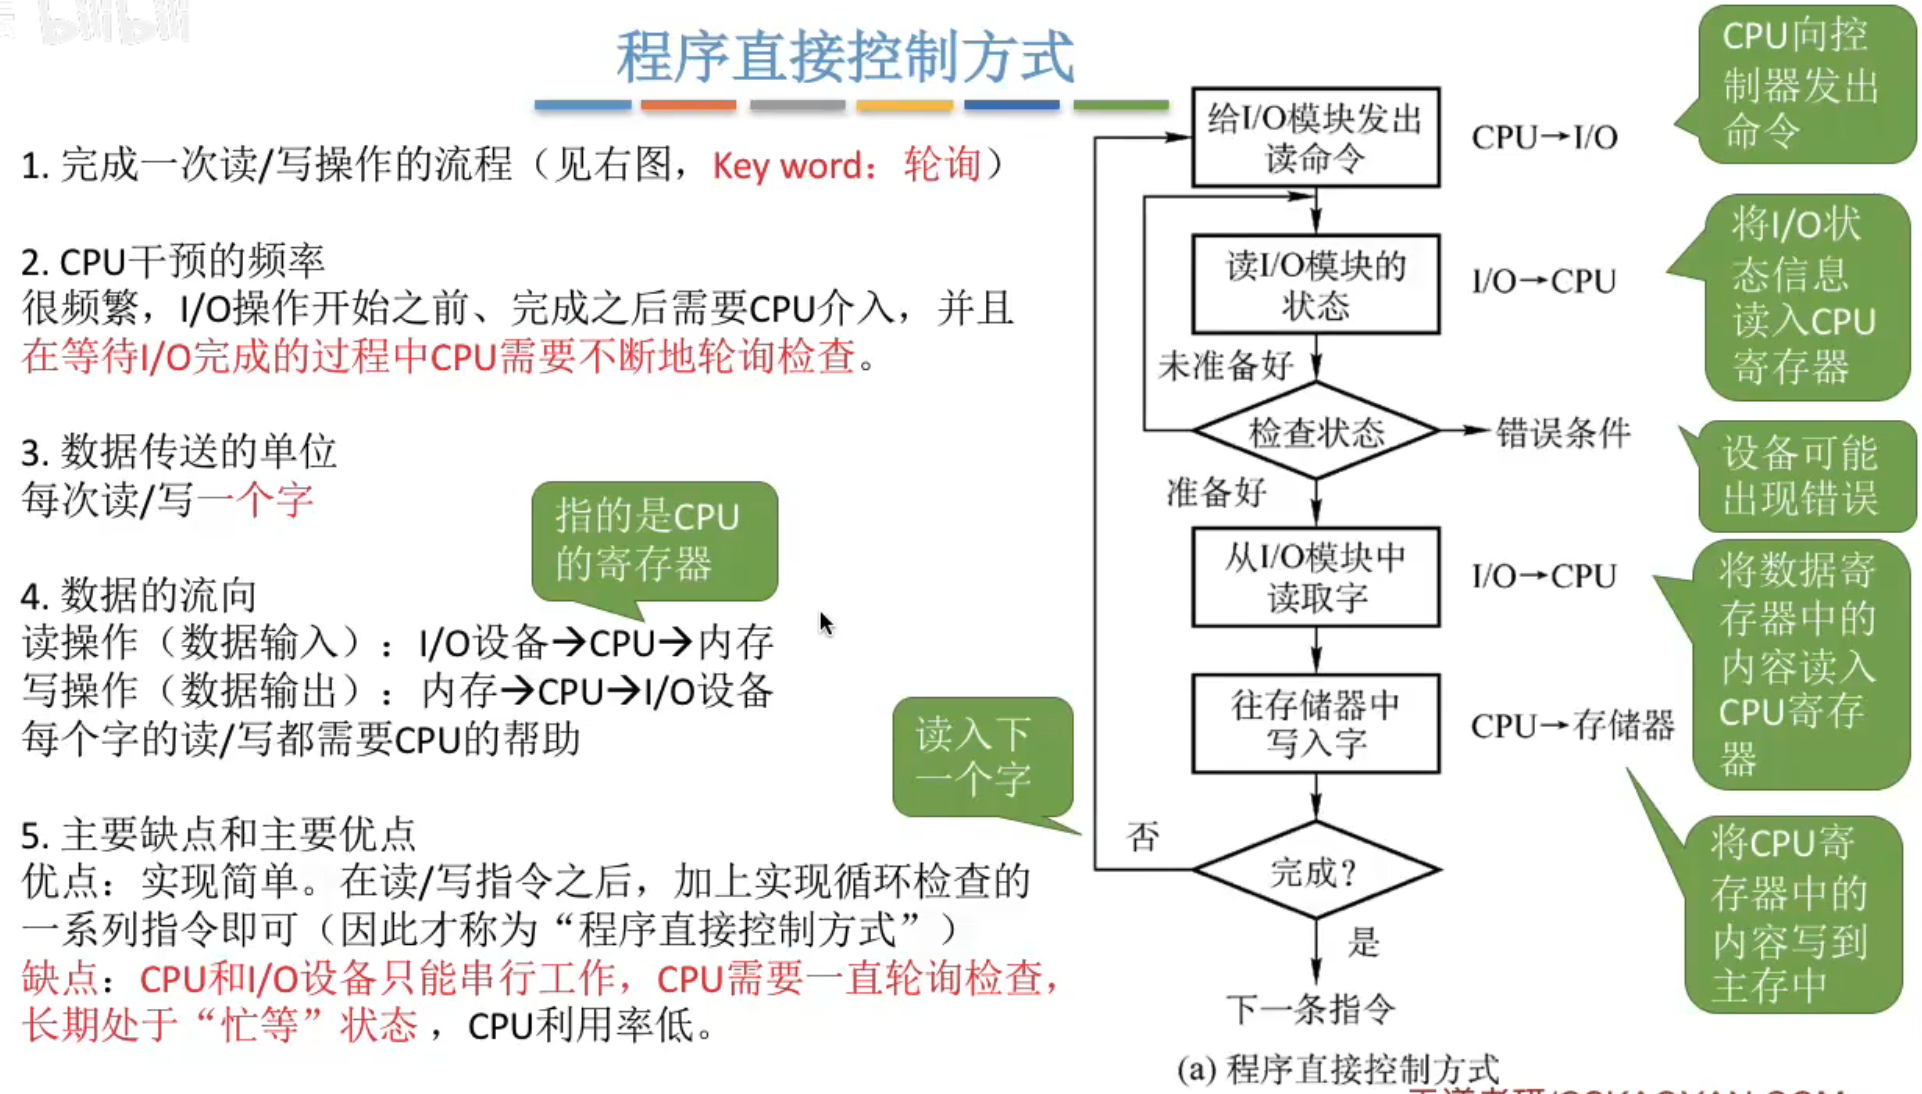 bilibili
程序直接控制方式
1. 完成一次读/写操作的流程（见右图，Key word：轮询）
2. CPU干预的频率
很频繁，I/O操作开始之前、完成之后需要CPU介入，并且
在等待I/O完成的过程中CPU需要不断地轮询检查。
3. 数据传送的单位
每次读/写一个字
指的是CPU
的寄存器
4. 数据的流向
读操作（数据输入）：I/O设备→CPU→内存
写操作（数据输出）：内存→CPU→I/O设备
每个字的读/写都需要CPU的帮助
5. 主要缺点和主要优点
优点：实现简单。在读/写指令之后，加上实现循环检查的
一系列指令即可（因此才称为“程序直接控制方式”）
缺点：CPU和I/O设备只能串行工作，CPU需要一直轮询检查，
长期处于“忙等”状态，CPU利用率低。
给I/O模块发出
读命令
CPU→I/O
CPU向控
制器发出
命令
读I/O模块的
状态
I/O→CPU
将I/O状
态信息
读入CPU
寄存器
未准备好
检查状态
错误条件
设备可能
出现错误
准备好
从I/O模块中
读取字
I/O→CPU
将数据寄
存器中的
内容读入
CPU寄存
器
往存储器中
写入字
CPU→存储器
将CPU寄
存器中的
内容写到
主存中
读入下
一个字
否
完成？
是
下一条指令
(a) 程序直接控制方式